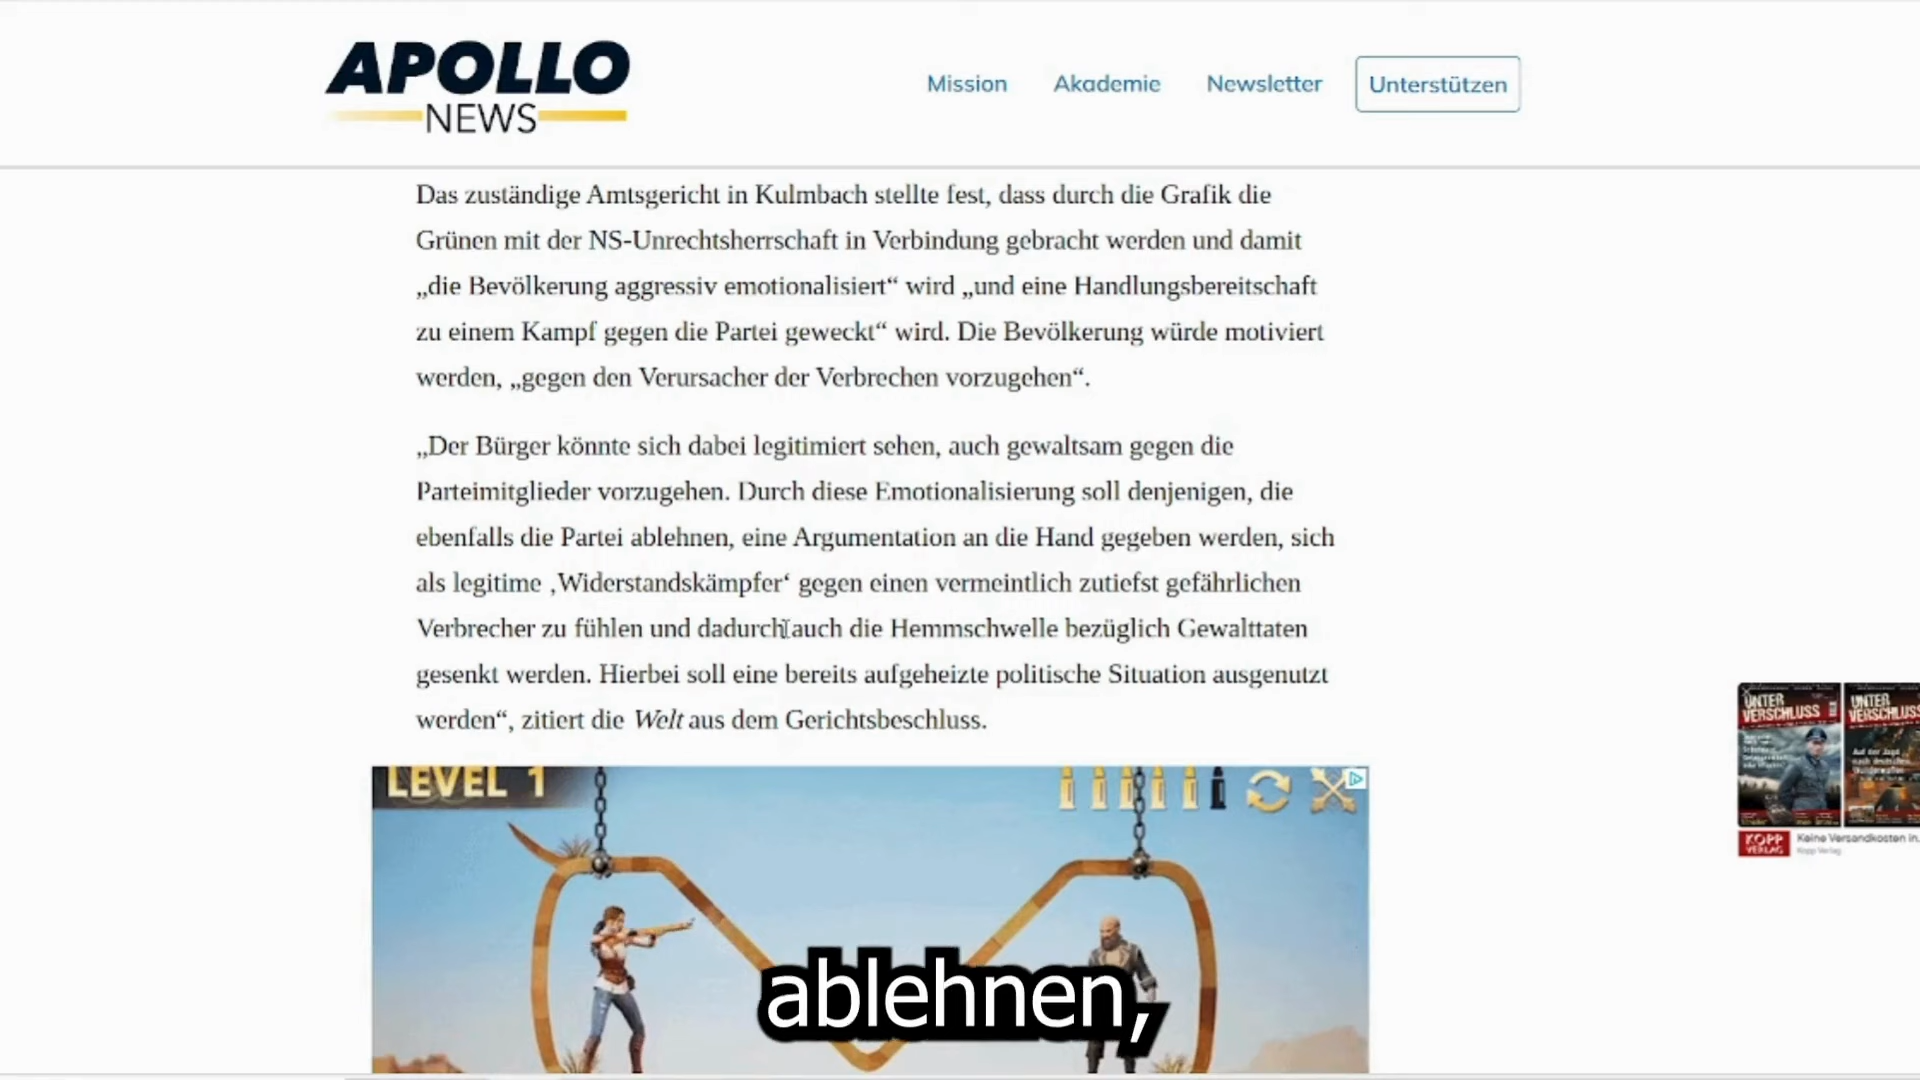 APOLLO
NEWS
Mission
Akademie
Newsletter
Unterstützen
Das zuständige Amtsgericht in Kulmbach stellte fest, dass durch die Grafik die
Grünen mit der NS-Unrechtsherrschaft in Verbindung gebracht werden und damit
„die Bevölkerung aggressiv emotionalisiert“ wird „und eine Handlungsbereitschaft
zu einem Kampf gegen die Partei geweckt“ wird. Die Bevölkerung würde motiviert
werden, „gegen den Verursacher der Verbrechen vorzugehen“.
„Der Bürger könnte sich dabei legitimiert sehen, auch gewaltsam gegen die
Parteimitglieder vorzugehen. Durch diese Emotionalisierung soll denjenigen, die
ebenfalls die Partei ablehnen, eine Argumentation an die Hand gegeben werden, sich
als legitime ‚Widerstandskämpfer‘ gegen einen vermeintlich zutiefst gefährlichen
Verbrecher zu fühlen und dadurch auch die Hemmschwelle bezüglich Gewalttaten
gesenkt werden. Hierbei soll eine bereits aufgeheizte politische Situation ausgenutzt
werden“, zitiert die Welt aus dem Gerichtsbeschluss.
UNTER
VERSCHLUSS
UNTER
VERSCHLUSS
Auf der Jagd
nach deutschen
KOPP
VERLAG
Keine Versandkosten in
Kopp Verlag
LEVEL 1
ablehnen,